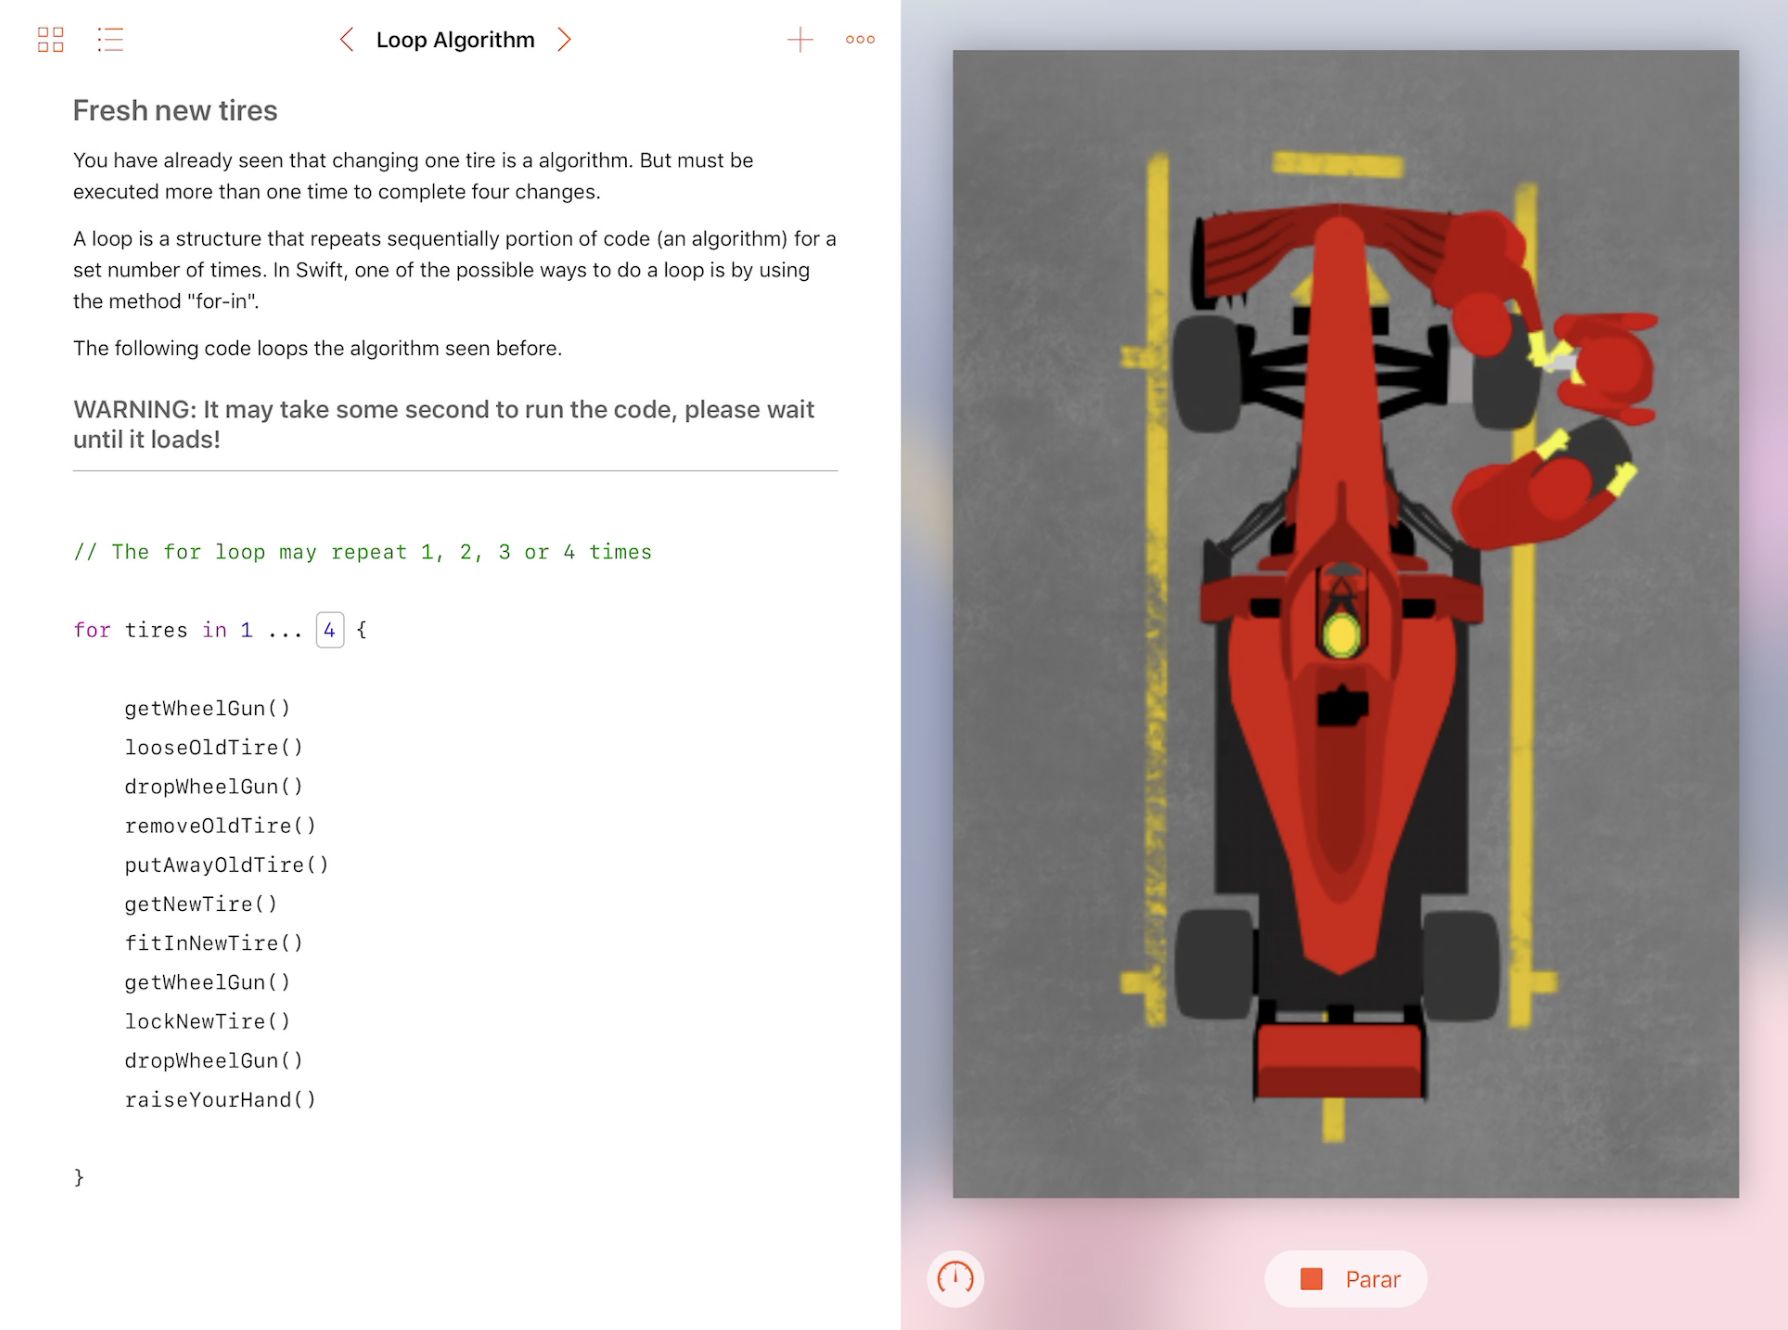 Loop Algorithm
Fresh new tires
You have already seen that changing one tire is a algorithm. But must be
executed more than one time to complete four changes.
A loop is a structure that repeats sequentially portion of code (an algorithm) for a
set number of times. In Swift, one of the possible ways to do a loop is by using
the method "for-in".
The following code loops the algorithm seen before.
WARNING: It may take some second to run the code, please wait
until it loads!
// The for loop may repeat 1, 2, 3 or 4 times
for tires in 1 ... 4 {
getWheelGun()
looseOldTire()
dropWheelGun()
removeOldTire()
putAwayOldTire()
getNewTire()
fitInNewTire()
getWheelGun()
lockNewTire()
dropWheelGun()
raiseYourHand()
}
Parar